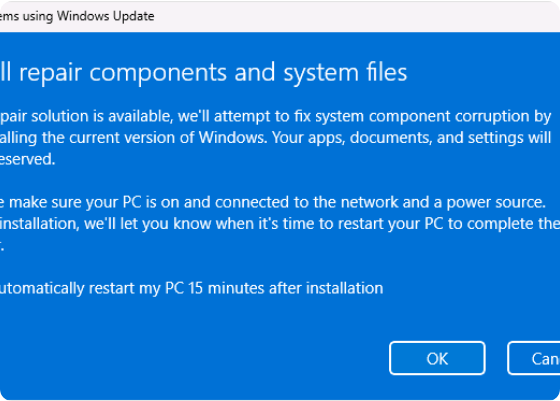 ems using Windows Update
ll repair components and system files
pair solution is available, we'll attempt to fix system component corruption by
alling the current version of Windows. Your apps, documents, and settings will
eserved.
e make sure your PC is on and connected to the network and a power source.
installation, we'll let you know when it's time to restart your PC to complete the
r.
utomatically restart my PC 15 minutes after installation
OK
Can